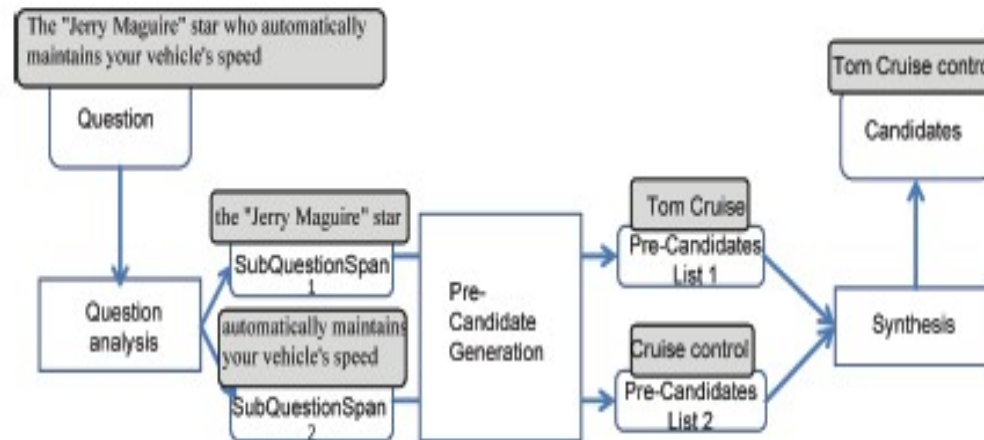 The "Jerry Maguire" star who automatically
maintains your vehicle's speed
Question
Question
analysis
the "Jerry Maguire" star
SubQuestionSpan
1
automatically maintains
your vehicle's speed
SubQuestionSpan
2
Pre-
Candidate
Generation
Tom Cruise
Pre-Candidates
List 1
Cruise control
Pre-Candidates
List 2
Tom Cruise contro
Candidates
Synthesis